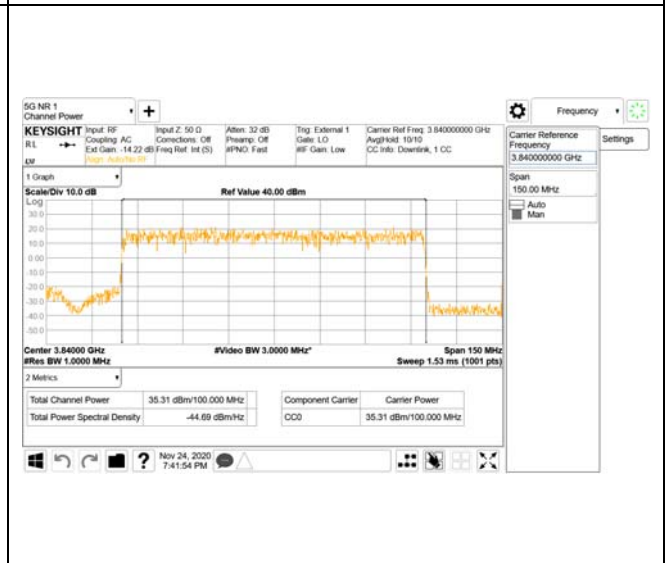 5G NR 1
Channel Power
+
Frequency
KEYSIGHT
Input: RF
Input Z: 50 Ω
Atten: 32 dB
Trig: External 1
Carrier Ref Freq: 3.840000000 GHz
RL
Coupling: AC
Corrections: Off
Preamp: Off
Gate: LO
Avg|Hold: 10/10
Ext Gain: -14.22 dB
Freq Ref: Int (S)
#PNO: Fast
#IF Gain: Low
CC Info: Downlink, 1 CC
Align: Auto/No RF
Carrier Reference
Frequency
3.840000000 GHz
Settings
Span
150.00 MHz
Auto
Man
1 Graph
Scale/Div 10.0 dB
Ref Value 40.00 dBm
Log
30.0
20.0
10.0
0.00
-10.0
-20.0
-30.0
-40.0
-50.0
Center 3.84000 GHz
#Video BW 3.0000 MHz*
Span 150 MHz
#Res BW 1.0000 MHz
Sweep 1.53 ms (1001 pts)
2 Metrics
Total Channel Power
35.31 dBm/100.000 MHz
Total Power Spectral Density
-44.69 dBm/Hz
Component Carrier
Carrier Power
CC0
35.31 dBm/100.000 MHz
?
Nov 24, 2020
7:41:54 PM